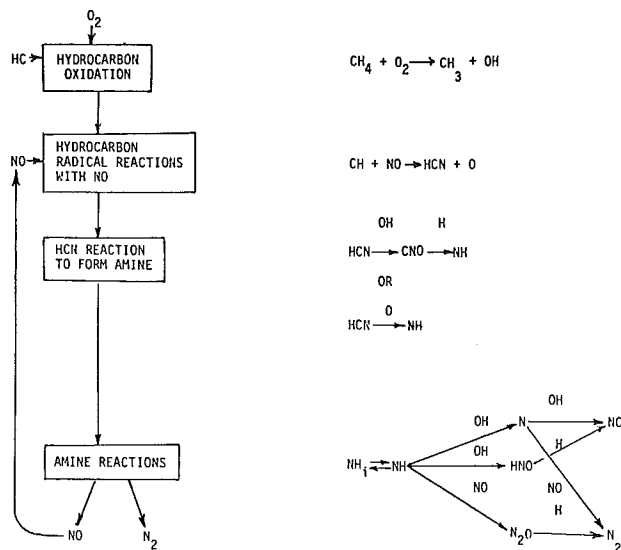 O2
HC
HYDROCARBON
OXIDATION
CH4 + O2 → CH3 + OH
NO
HYDROCARBON
RADICAL REACTIONS
WITH NO
CH + NO → HCN + O
HCN REACTION
TO FORM AMINE
OH H
HCN → CNO → NH
OR
O
HCN → NH
AMINE REACTIONS
NHi ⇌ NH
OH
N
OH
NO
OH
HNO
H
NO
N2O
NO
H
N2
NO
N2